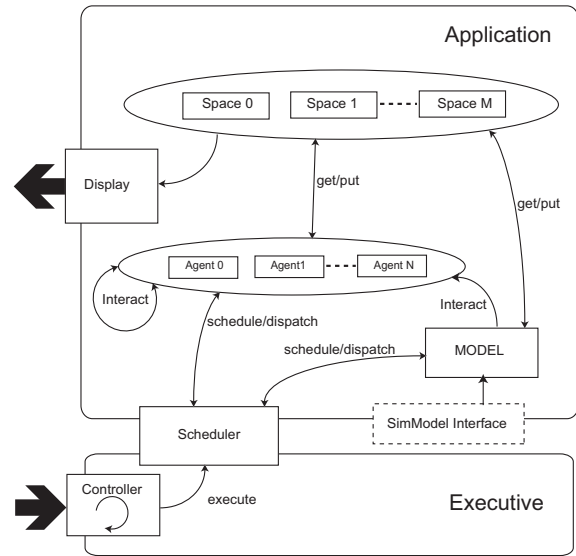 Application
Space 0
Space 1
Space M
Display
get/put
get/put
Agent 0
Agent1
Agent N
Interact
Interact
schedule/dispatch
schedule/dispatch
MODEL
SimModel Interface
Scheduler
Controller
execute
Executive